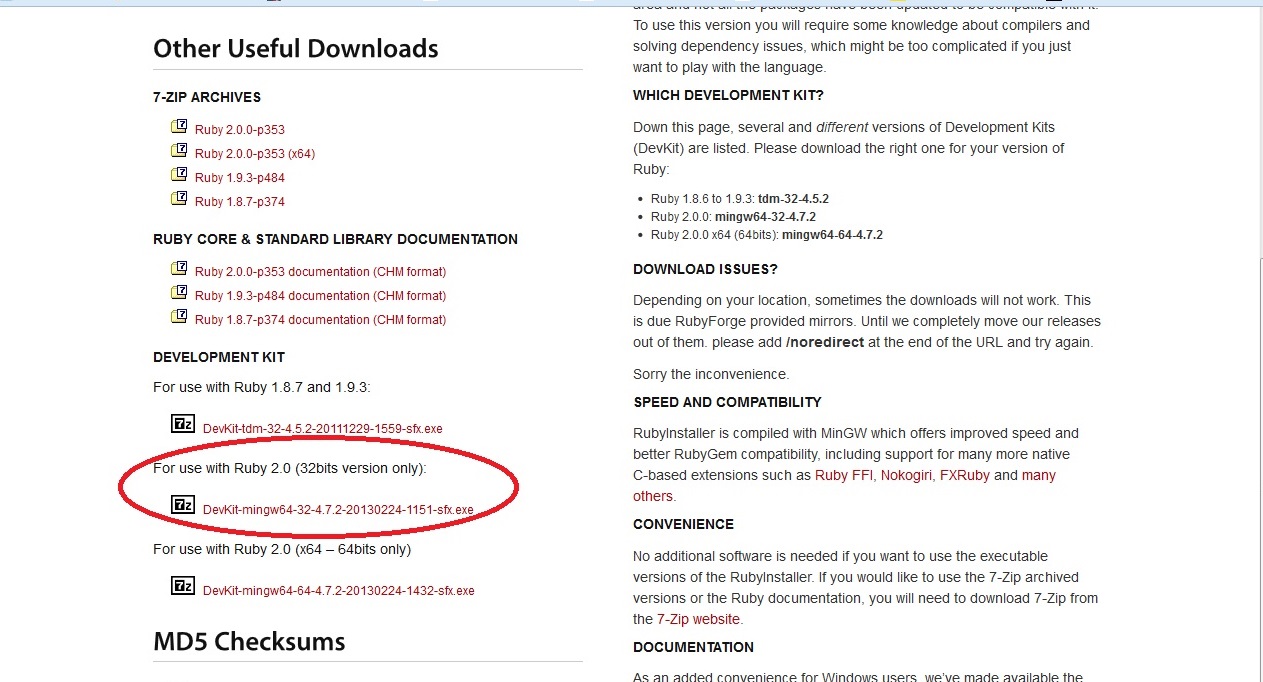 Other Useful Downloads
7-ZIP ARCHIVES
Ruby 2.0.0-p353
Ruby 2.0.0-p353 (x64)
Ruby 1.9.3-p484
Ruby 1.8.7-p374
RUBY CORE & STANDARD LIBRARY DOCUMENTATION
Ruby 2.0.0-p353 documentation (CHM format)
Ruby 1.9.3-p484 documentation (CHM format)
Ruby 1.8.7-p374 documentation (CHM format)
DEVELOPMENT KIT
For use with Ruby 1.8.7 and 1.9.3:
7z DevKit-tdm-32-4.5.2-20111229-1559-sfx.exe
For use with Ruby 2.0 (32bits version only):
7z DevKit-mingw64-32-4.7.2-20130224-1151-sfx.exe
For use with Ruby 2.0 (x64 – 64bits only)
7z DevKit-mingw64-64-4.7.2-20130224-1432-sfx.exe
MD5 Checksums
area and not all the packages have been updated to be compatible with it.
To use this version you will require some knowledge about compilers and
solving dependency issues, which might be too complicated if you just
want to play with the language.
WHICH DEVELOPMENT KIT?
Down this page, several and different versions of Development Kits
(DevKit) are listed. Please download the right one for your version of
Ruby:
• Ruby 1.8.6 to 1.9.3: tdm-32-4.5.2
• Ruby 2.0.0: mingw64-32-4.7.2
• Ruby 2.0.0 x64 (64bits): mingw64-64-4.7.2
DOWNLOAD ISSUES?
Depending on your location, sometimes the downloads will not work. This
is due RubyForge provided mirrors. Until we completely move our releases
out of them. please add /noredirect at the end of the URL and try again.
Sorry the inconvenience.
SPEED AND COMPATIBILITY
RubyInstaller is compiled with MinGW which offers improved speed and
better RubyGem compatibility, including support for many more native
C-based extensions such as Ruby FFI, Nokogiri, FXRuby and many
others.
CONVENIENCE
No additional software is needed if you want to use the executable
versions of the RubyInstaller. If you would like to use the 7-Zip archived
versions or the Ruby documentation, you will need to download 7-Zip from
the 7-Zip website.
DOCUMENTATION
As an added convenience for Windows users, we've made available the